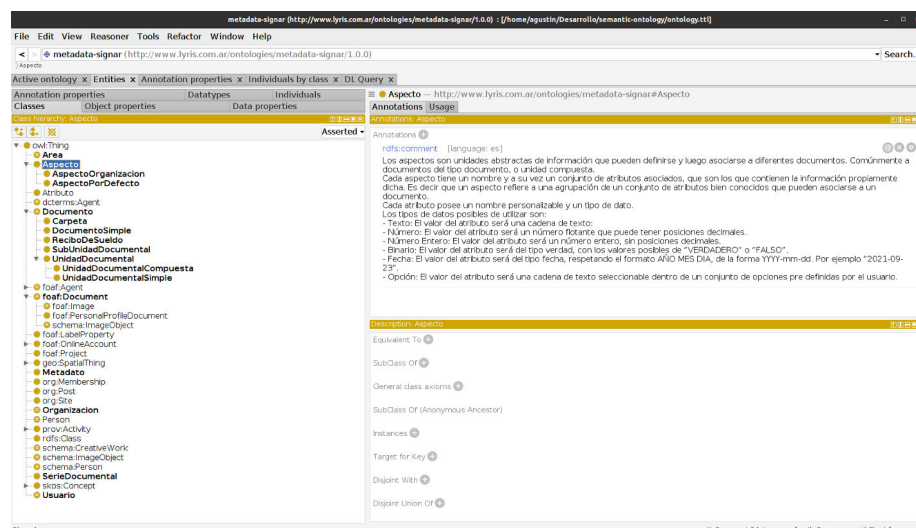 metadata-signar (http://www.lyris.com.ar/ontologies/metadata-signar/1.0.0) : [/home/agustin/Desarrollo/semantic-ontology/ontology.ttl]
File Edit View Reasoner Tools Refactor Window Help
< > metadata-signar (http://www.lyris.com.ar/ontologies/metadata-signar/1.0.0) Search.
Aspecto
Active ontology x Entities x Annotation properties x Individuals by class x DL Query x
Annotation properties Datatypes Individuals
Classes Object properties Data properties
Class hierarchy: Aspecto
Asserted
owl:Thing
Area
Aspecto
AspectoOrganizacion
AspectoPorDefecto
Atributo
dcterms:Agent
Documento
Carpeta
DocumentoSimple
ReciboDeSueldo
SubUnidadDocumental
UnidadDocumental
UnidadDocumentalCompuesta
UnidadDocumentalSimple
foaf:Agent
foaf:Document
foaf:Image
foaf:PersonalProfileDocument
schema:ImageObject
foaf:LabelProperty
foaf:OnlineAccount
foaf:Project
geo:SpatialThing
Metadato
org:Membership
org:Post
org:Site
Organizacion
Person
prov:Activity
rdfs:Class
schema:CreativeWork
schema:ImageObject
schema:Person
SerieDocumental
skos:Concept
Usuario
Aspecto — http://www.lyris.com.ar/ontologies/metadata-signar#Aspecto
Annotations Usage
Annotations: Aspecto
Annotations
rdfs:comment [language: es]
Los aspectos son unidades abstractas de información que pueden definirse y luego asociarse a diferentes documentos. Comúnmente a
documentos del tipo documento, o unidad compuesta.
Cada aspecto tiene un nombre y a su vez un conjunto de atributos asociados, que son los que contienen la información propiamente
dicha. Es decir que un aspecto refiere a una agrupación de un conjunto de atributos bien conocidos que pueden asociarse a un
documento.
Cada atributo posee un nombre personalizable y un tipo de dato.
Los tipos de datos posibles de utilizar son:
- Texto: El valor del atributo será una cadena de texto:
- Número: El valor del atributo será un número flotante que puede tener posiciones decimales.
- Número Entero: El valor del atributo será un número entero, sin posiciones decimales.
- Binario: El valor del atributo será del tipo verdad, con los valores posibles de “VERDADERO” o “FALSO”.
- Fecha: El valor del atributo será del tipo fecha, respetando el formato AÑO MES DIA, de la forma YYYY-mm-dd. Por ejemplo “2021-09-
23”.
- Opción: El valor del atributo será una cadena de texto seleccionable dentro de un conjunto de opciones pre definidas por el usuario.
Description: Aspecto
Equivalent To
SubClass Of
General class axioms
SubClass Of (Anonymous Ancestor)
Instances
Target for Key
Disjoint With
Disjoint Union Of